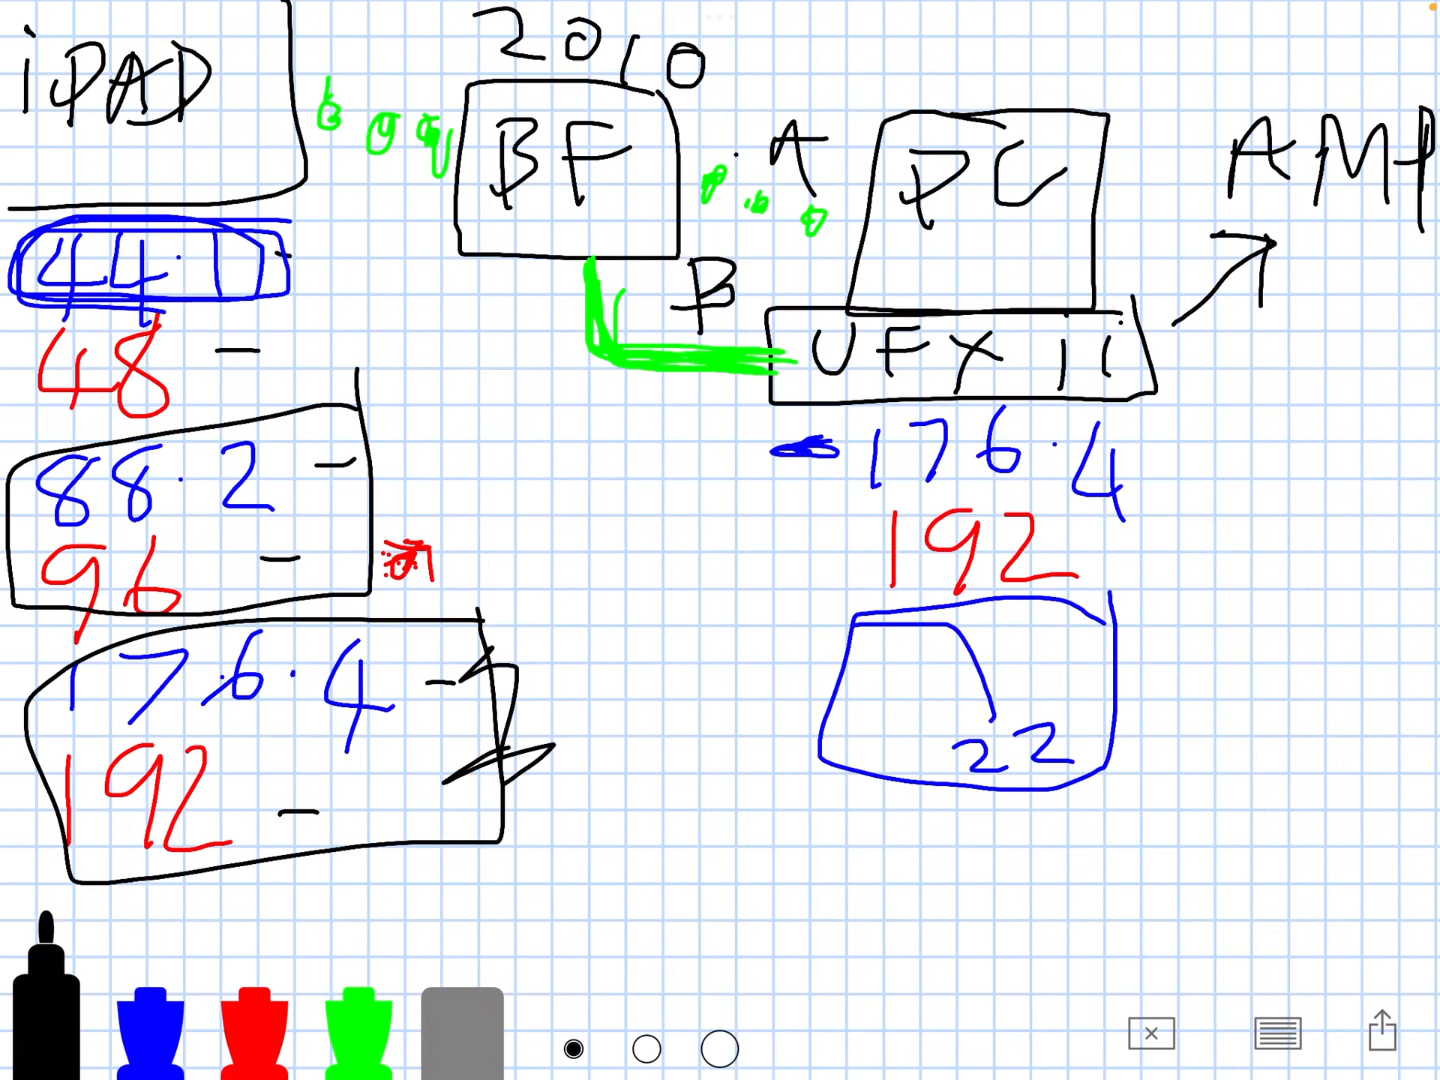 2010
iPAD
BF
A
PC
AMP
44.1 -
B
UFX ii
48 -
176.4
88.2 -
192
96 -
22
176.4 -
192 -